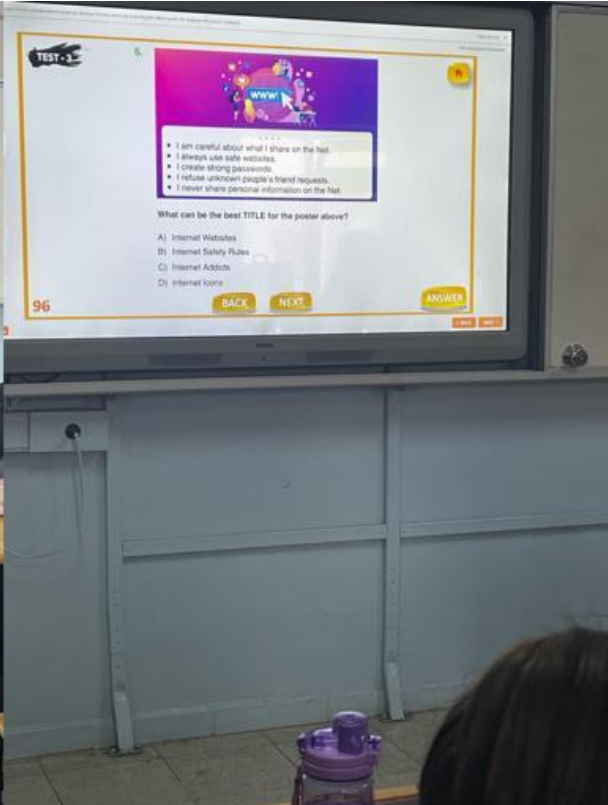 TEST - 3
6.
WWW
• I am careful about what I share on the Net.
• I always use safe websites.
• I create strong passwords.
• I refuse unknown people's friend requests.
• I never share personal information on the Net
What can be the best TITLE for the poster above?
A) Internet Websites
B) Internet Safety Rules
C) Internet Addicts
D) Internet Icons
96
BACK NEXT ANSWER